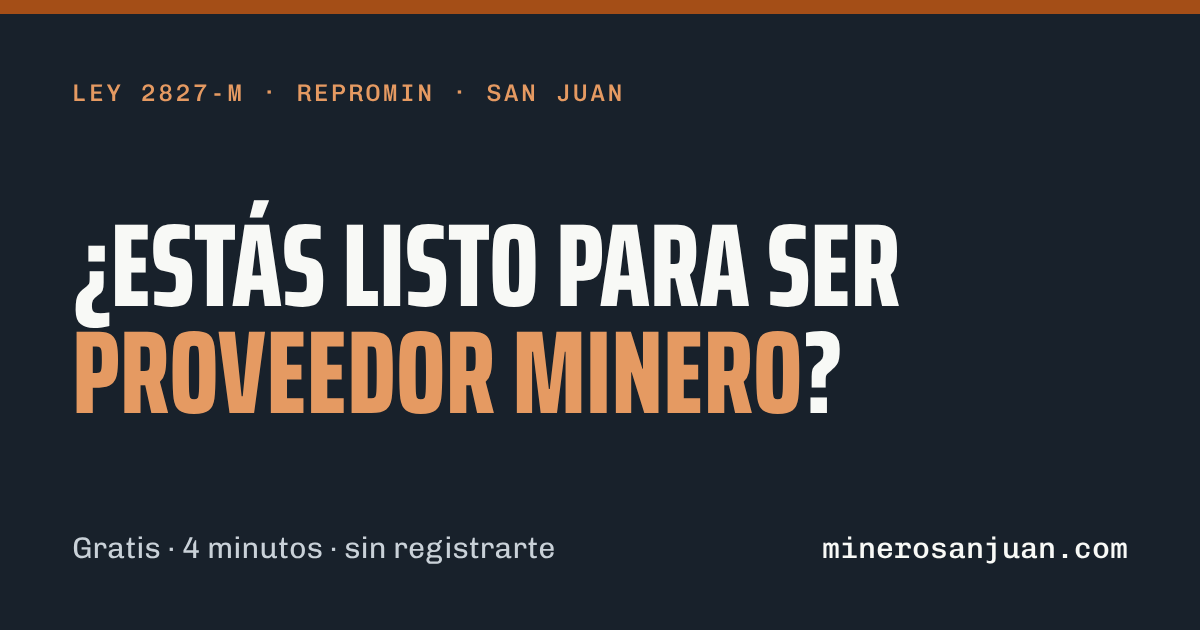 LEY 2827-M · REPROMIN · SAN JUAN
¿ESTÁS LISTO PARA SER
PROVEEDOR MINERO?
Gratis · 4 minutos · sin registrarte
minerosanjuan.com